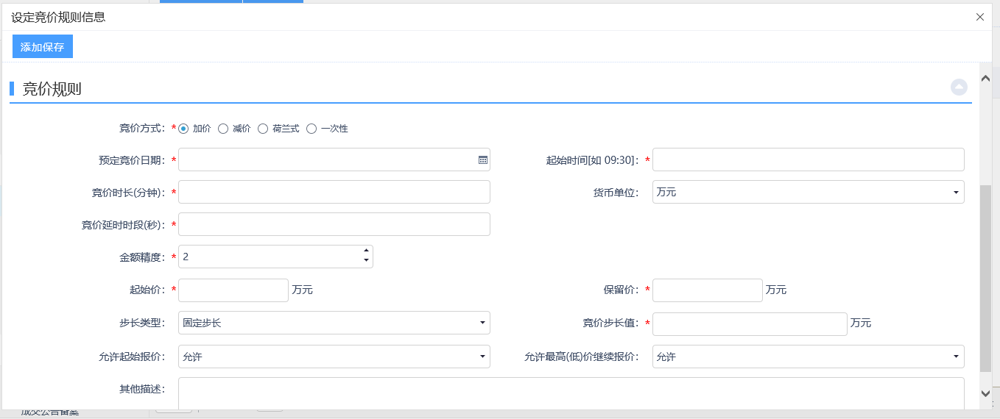 设定竞价规则信息
添加保存
竞价规则
竞价方式：* 加价 减价 荷兰式 一次性
预定竞价日期：* 起始时间[如 09:30]：*
竞价时长(分钟)：* 货币单位： 万元
竞价延时时段(秒)：*
金额精度：* 2
起始价：* 万元 保留价：* 万元
步长类型： 固定步长 竞价步长值：* 万元
允许起始报价： 允许 允许最高(低)价继续报价： 允许
其他描述：
成交公告备案